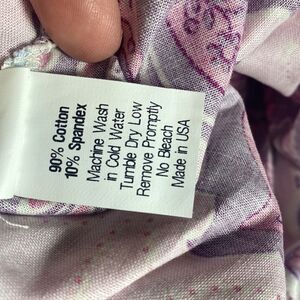 90% Cotton
10% Spandex
Machine Wash
in Cold Water
Tumble Dry Low
Remove Promptly
No Bleach
Made in USA